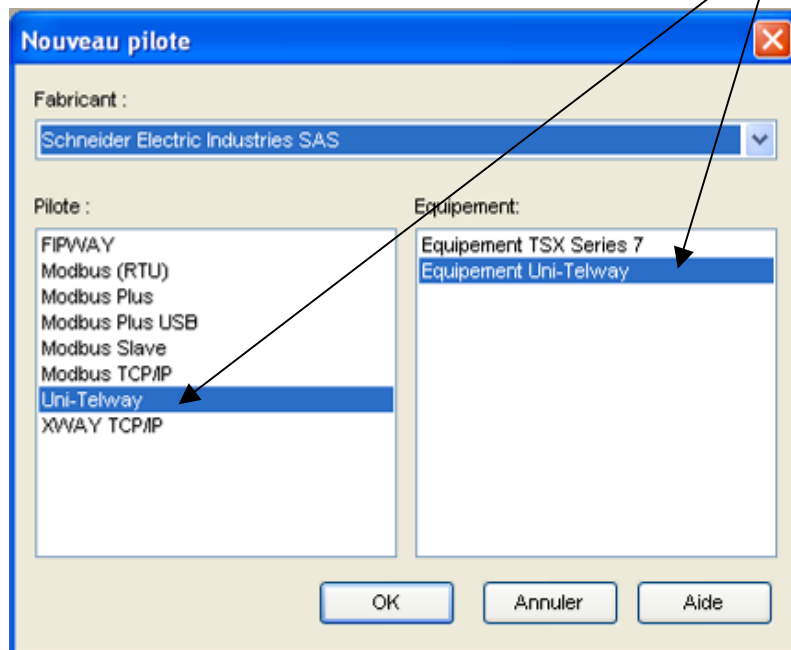 Nouveau pilote
Fabricant :
Schneider Electric Industries SAS
Pilote :
FIPWAY
Modbus (RTU)
Modbus Plus
Modbus Plus USB
Modbus Slave
Modbus TCP/IP
Uni-Telway
XWAY TCP/IP
Equipement:
Equipement TSX Series 7
Equipement Uni-Telway
OK
Annuler
Aide